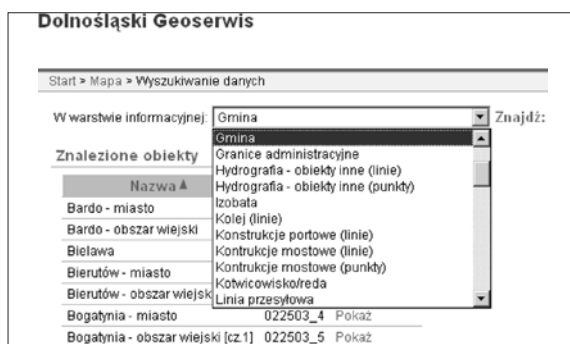 Dolnośląski Geoserwis
Start > Mapa > Wyszukiwanie danych
W warstwie informacyjnej: Gmina Znajdź:
Gmina
Granice administracyjne
Hydrografia - obiekty inne (linie)
Hydrografia - obiekty inne (punkty)
Izobata
Kolej (linie)
Konstrukcje portowe (linie)
Kontrukcje mostowe (linie)
Kontrukcje mostowe (punkty)
Kotwicowisko/reda
Linia przesyłowa
Znalezione obiekty
Nazwa
Bardo - miasto
Bardo - obszar wiejski
Bielawa
Bierutów - miasto
Bierutów - obszar wiejsk
Bogatynia - miasto 022503_4 Pokaż
Bogatynia - obszar wiejski [cz.1] 022503_5 Pokaż